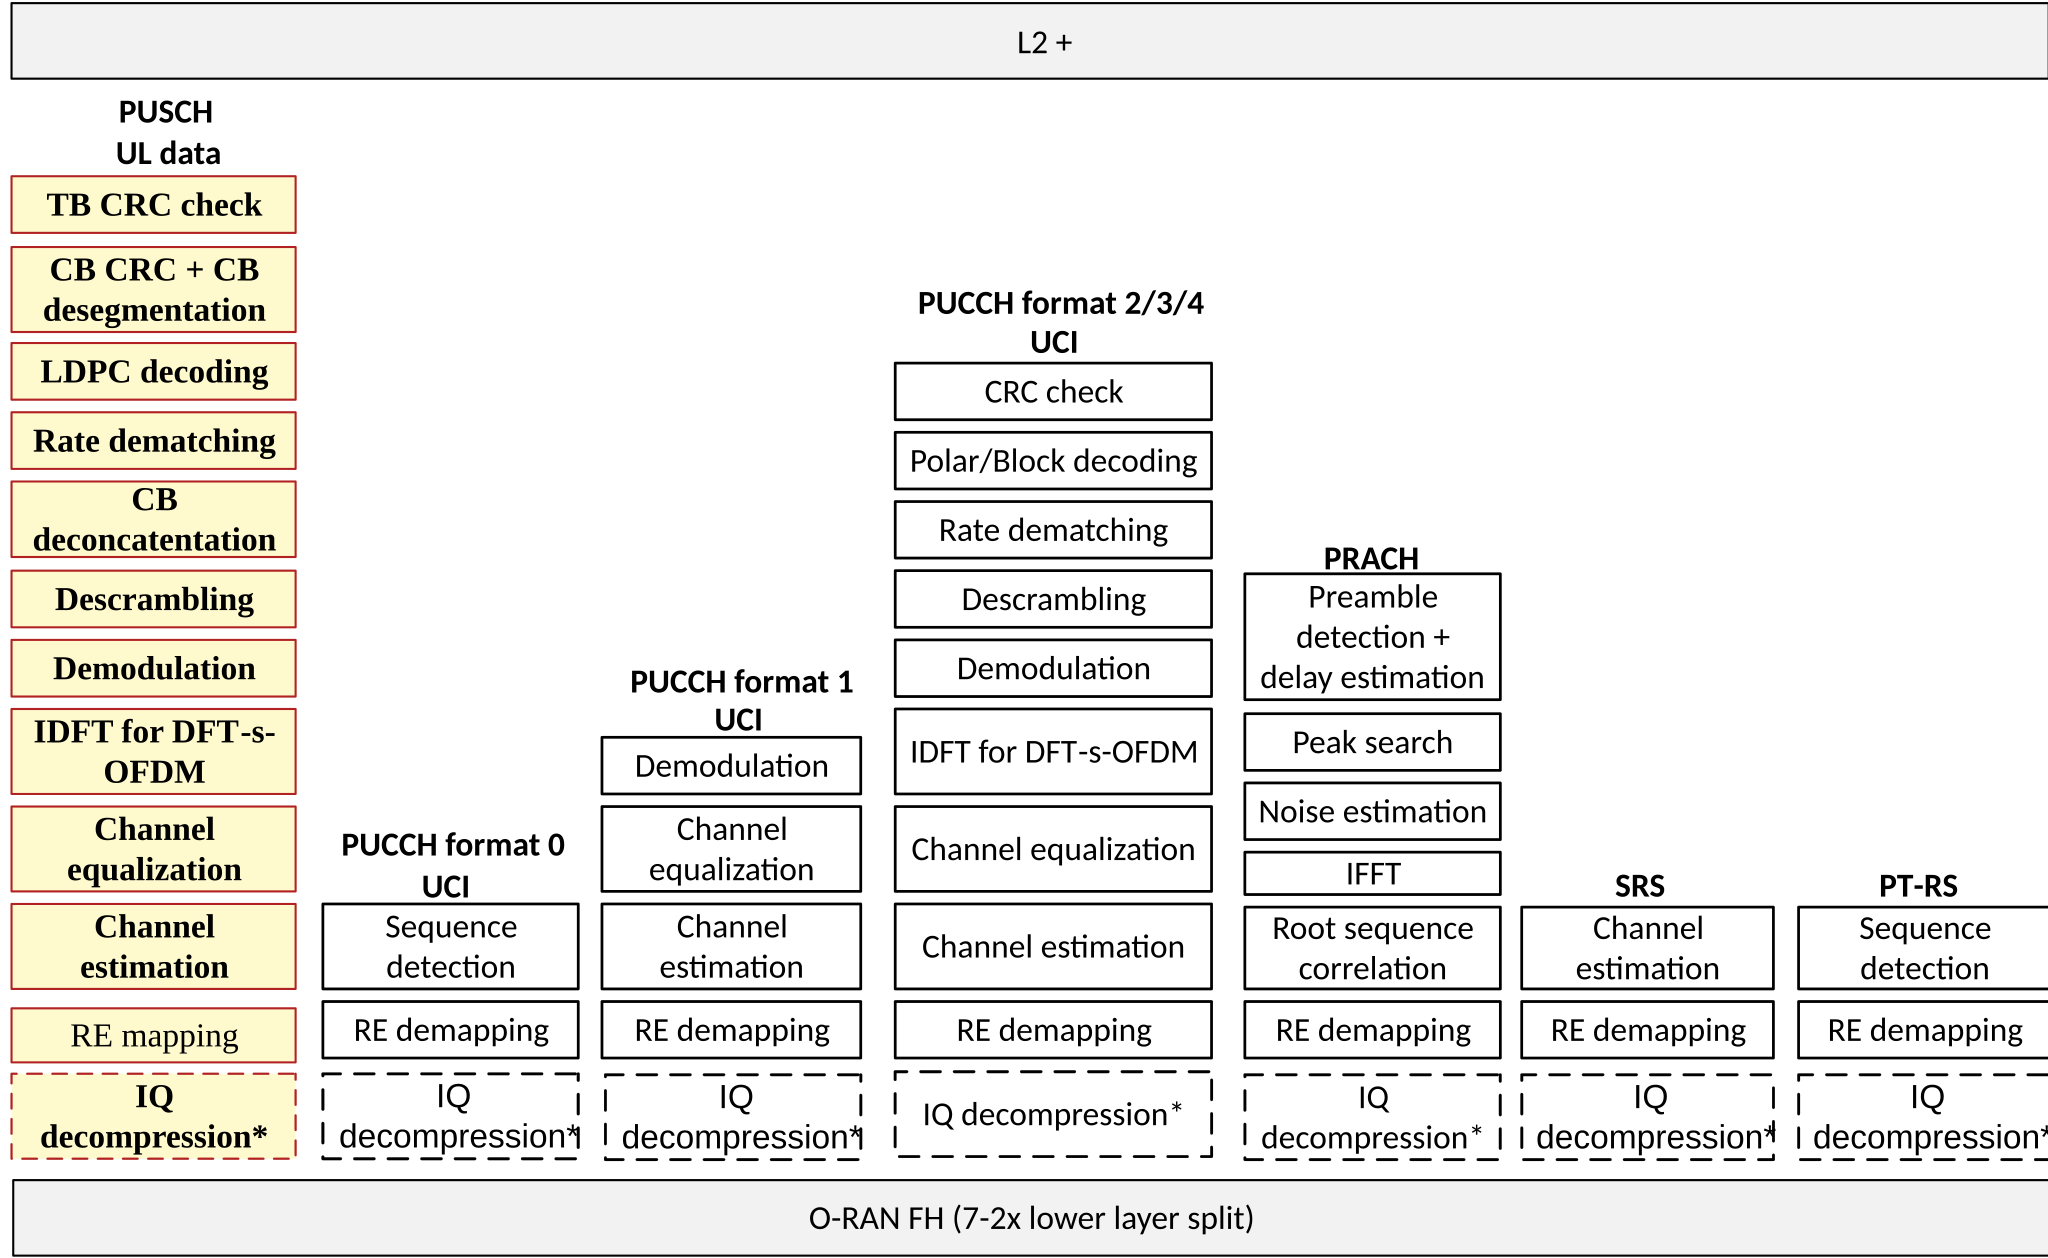 L2 +
PUSCH
UL data
TB CRC check
CB CRC + CB
desegmentation
LDPC decoding
Rate dematching
CB
deconcatentation
Descrambling
Demodulation
IDFT for DFT-s-
OFDM
Channel
equalization
Channel
estimation
RE mapping
IQ
decompression*
PUCCH format 0
UCI
Sequence
detection
RE demapping
IQ
decompression*
PUCCH format 1
UCI
Demodulation
Channel
equalization
Channel
estimation
RE demapping
IQ
decompression*
PUCCH format 2/3/4
UCI
CRC check
Polar/Block decoding
Rate dematching
Descrambling
Demodulation
IDFT for DFT-s-OFDM
Channel equalization
Channel estimation
RE demapping
IQ decompression*
PRACH
Preamble
detection +
delay estimation
Peak search
Noise estimation
IFFT
Root sequence
correlation
RE demapping
IQ
decompression*
SRS
Channel
estimation
RE demapping
IQ
decompression*
PT-RS
Sequence
detection
RE demapping
IQ
decompression*
O-RAN FH (7-2x lower layer split)